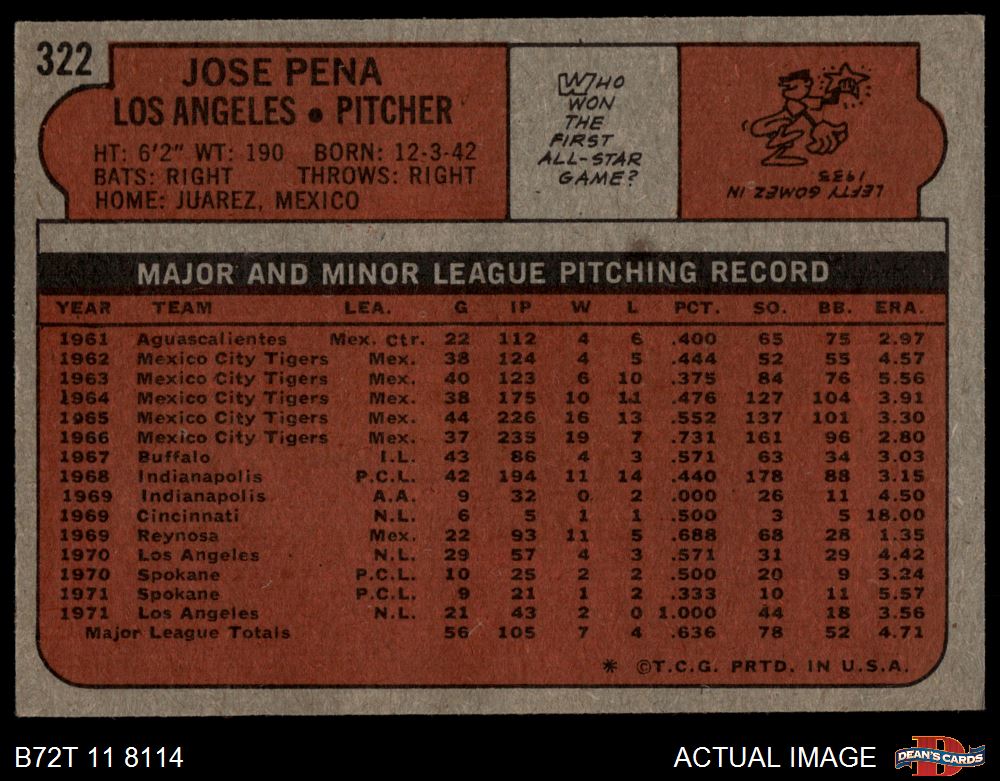 322
JOSE PENA
LOS ANGELES • PITCHER
HT: 6'2" WT: 190 BORN: 12-3-42
BATS: RIGHT THROWS: RIGHT
HOME: JUAREZ, MEXICO
WHO
WON
THE
FIRST
ALL-STAR
GAME?
LEFTY GOMEZ IN
1933
MAJOR AND MINOR LEAGUE PITCHING RECORD
YEAR TEAM LEA. G IP W L PCT. SO. BB. ERA.
1961 Aguascalientes Mex. Ctr. 22 112 4 6 .400 65 75 2.97
1962 Mexico City Tigers Mex. 38 124 4 5 .444 52 55 4.57
1963 Mexico City Tigers Mex. 40 123 6 10 .375 84 76 5.56
1964 Mexico City Tigers Mex. 38 175 10 11 .476 127 104 3.91
1965 Mexico City Tigers Mex. 44 226 16 13 .552 137 101 3.30
1966 Mexico City Tigers Mex. 37 235 19 7 .731 161 96 2.80
1967 Buffalo I.L. 43 86 4 3 .571 63 34 3.03
1968 Indianapolis P.C.L. 42 194 11 14 .440 178 88 3.15
1969 Indianapolis A.A. 9 32 0 2 .000 26 11 4.50
1969 Cincinnati N.L. 6 5 1 1 .500 3 5 18.00
1969 Reynosa Mex. 22 93 11 5 .688 68 28 1.35
1970 Los Angeles N.L. 29 57 4 3 .571 31 29 4.42
1970 Spokane P.C.L. 10 25 2 2 .500 20 9 3.24
1971 Spokane P.C.L. 9 21 1 2 .333 10 11 5.57
1971 Los Angeles N.L. 21 43 2 0 1.000 44 18 3.56
Major League Totals 56 105 7 4 .636 78 52 4.71
* ©T.C.G. PRTD. IN U.S.A.
B72T 11 8114
ACTUAL IMAGE
D
DEAN'S CARDS